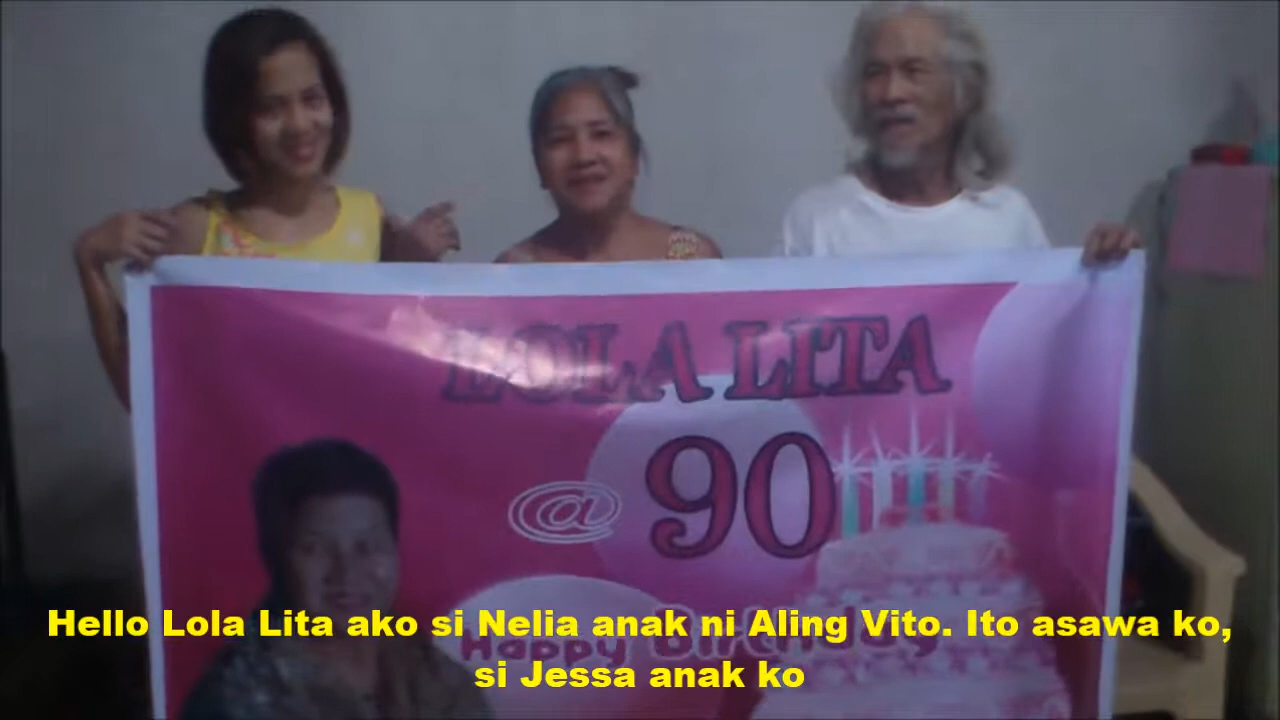 LOLA LITA
@ 90
Happy Birthday
Hello Lola Lita ako si Nelia anak ni Aling Vito. Ito asawa ko,
si Jessa anak ko